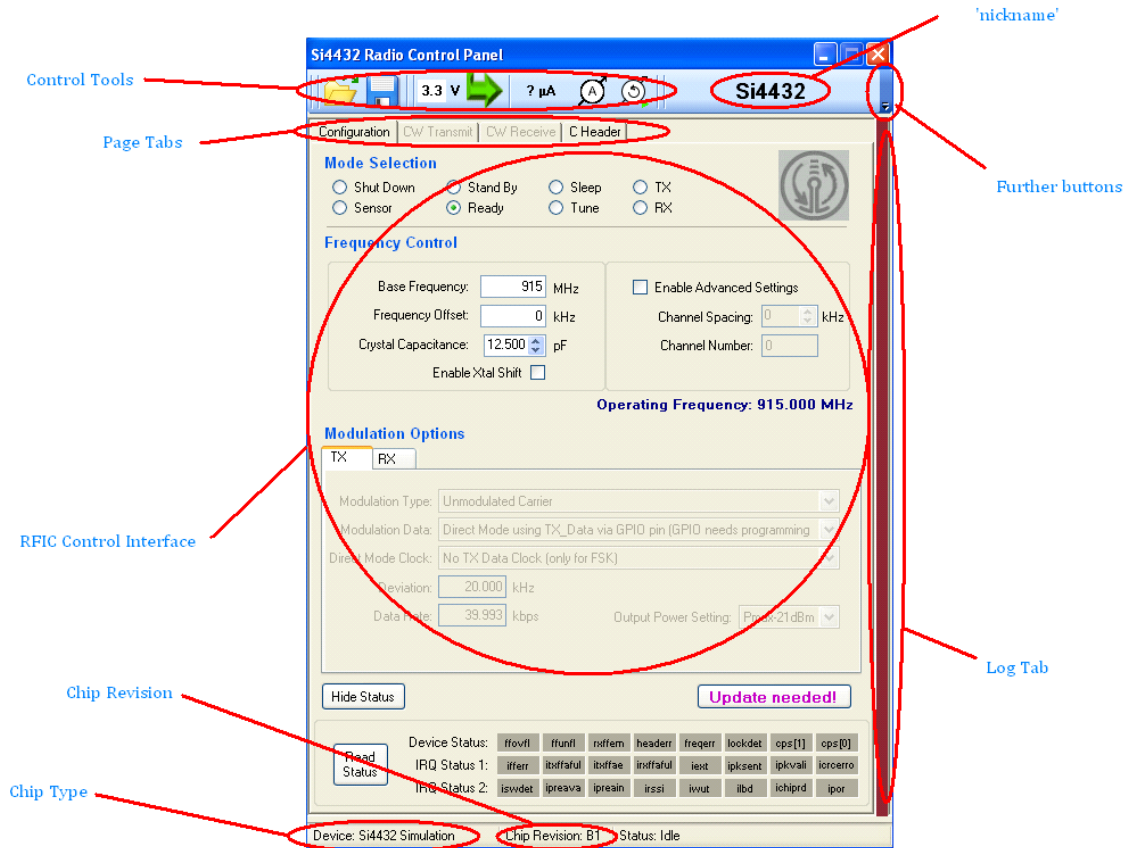 'nickname'
Si4432 Radio Control Panel
Control Tools
3.3 V ? µA A Si4432
Configuration CW Transmit CW Receive C Header
Page Tabs
Mode Selection
Shut Down Stand By Sleep TX
Sensor Ready Tune RX
Further buttons
Frequency Control
Base Frequency: 915 MHz Enable Advanced Settings
Frequency Offset: 0 kHz Channel Spacing: 0 kHz
Crystal Capacitance: 12.500 pF Channel Number: 0
Enable Xtal Shift
Operating Frequency: 915.000 MHz
Modulation Options
TX RX
Modulation Type: Unmodulated Carrier
Modulation Data: Direct Mode using TX_Data via GPIO pin (GPIO needs programming
RFIC Control Interface
Direct Mode Clock: No TX Data Clock (only for FSK)
Deviation: 20.000 kHz
Data Rate: 39.993 kbps Output Power Setting: Pmax-21dBm
Log Tab
Chip Revision
Hide Status Update needed!
Read Status
Device Status: ffovfl ffunfl rxffem headerr freqerr lockdet cps[1] cps[0]
IRQ Status 1: ifferr itxffaful itxffae irxffaful iext ipksent ipkvali icrcerro
IRQ Status 2: iswdet ipreava ipreain irssi iwut ilbd ichiprd ipor
Chip Type
Device: Si4432 Simulation Chip Revision: B1 Status: Idle